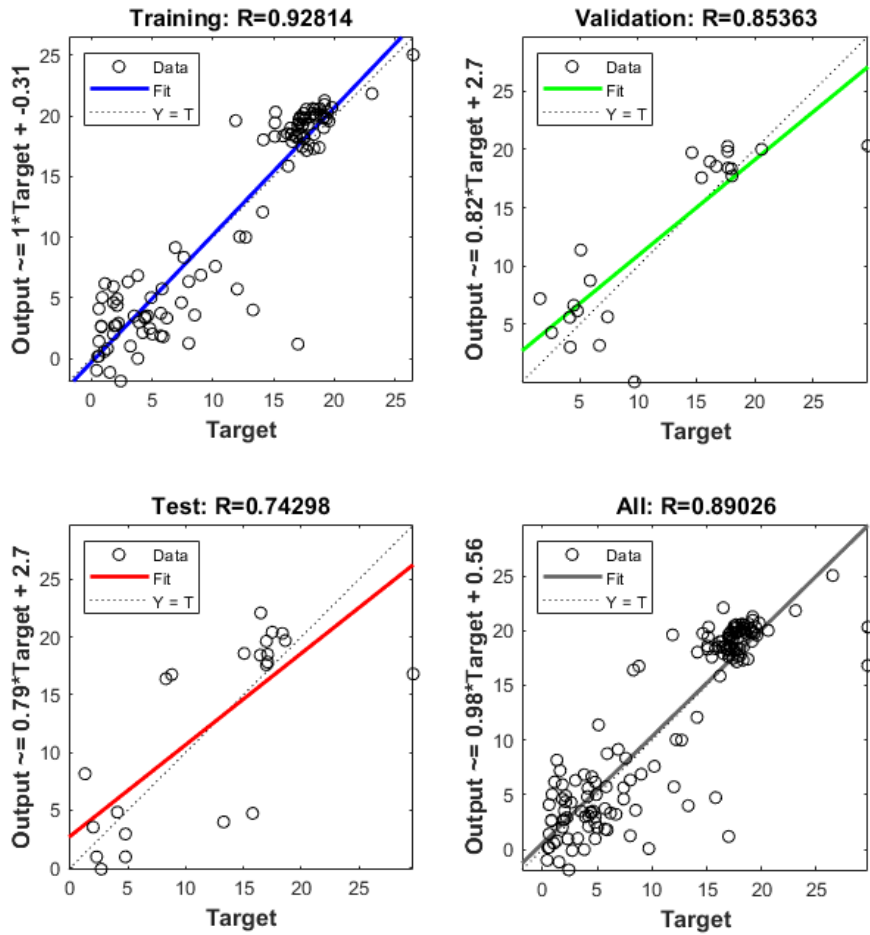 Training: R=0.92814
Output ~= 1*Target + -0.31
25
20
15
10
5
0
Data
Fit
Y = T
0
5
10
15
20
25
Target
Validation: R=0.85363
Output ~= 0.82*Target + 2.7
25
20
15
10
5
Data
Fit
Y = T
5
10
15
20
25
Target
Test: R=0.74298
Output ~= 0.79*Target + 2.7
25
20
15
10
5
0
Data
Fit
Y = T
0
5
10
15
20
25
Target
All: R=0.89026
Output ~= 0.98*Target + 0.56
25
20
15
10
5
0
Data
Fit
Y = T
0
5
10
15
20
25
Target